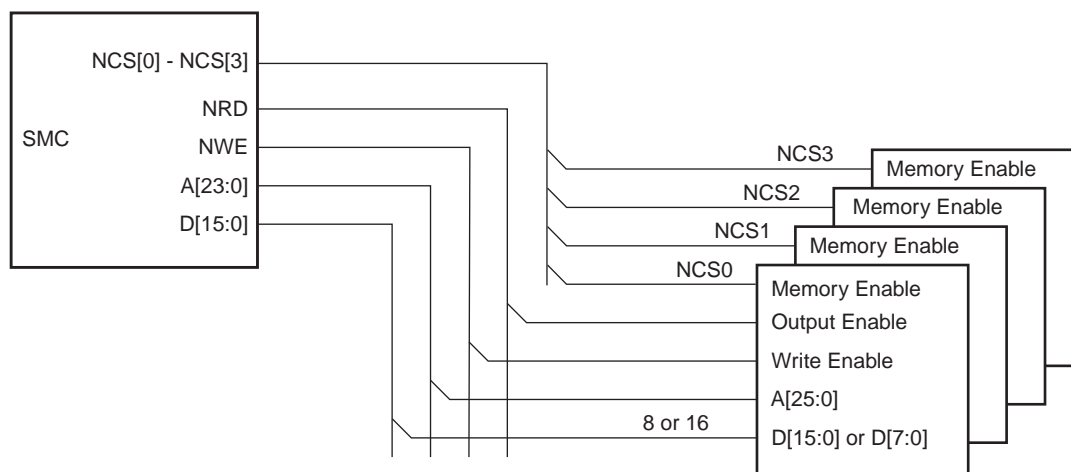 NCS[0] - NCS[3]
NRD
SMC
NWE
A[23:0]
D[15:0]
NCS3
Memory Enable
NCS2
Memory Enable
NCS1
Memory Enable
NCS0
Memory Enable
Output Enable
Write Enable
A[25:0]
8 or 16
D[15:0] or D[7:0]